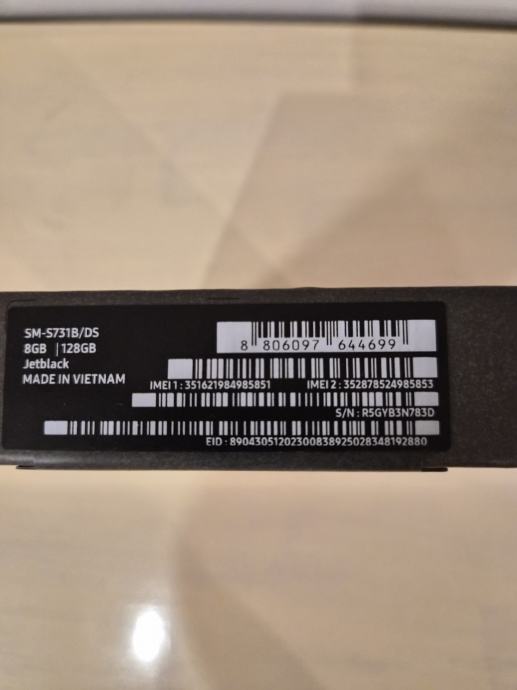 SM-S731B/DS
8GB | 128GB
Jetblack
MADE IN VIETNAM
8 806097 644699
IMEI 1 : 351621984985851 IMEI 2 : 352878524985853
S/N : R5GYB3N783D
EID : 89043051202300838925028348192880